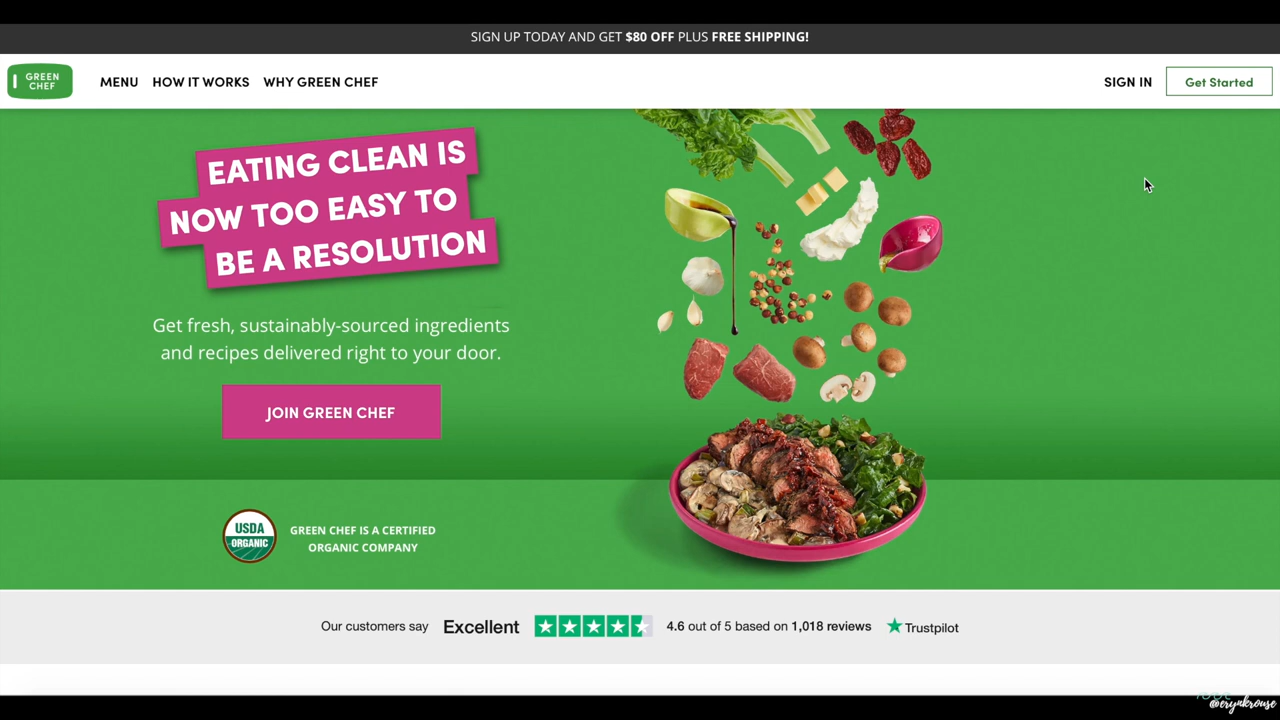 SIGN UP TODAY AND GET $80 OFF PLUS FREE SHIPPING!
GREEN
CHEF
MENU HOW IT WORKS WHY GREEN CHEF
SIGN IN Get Started
EATING CLEAN IS
NOW TOO EASY TO
BE A RESOLUTION
Get fresh, sustainably-sourced ingredients
and recipes delivered right to your door.
JOIN GREEN CHEF
USDA
ORGANIC
GREEN CHEF IS A CERTIFIED
ORGANIC COMPANY
Our customers say Excellent 4.6 out of 5 based on 1,018 reviews Trustpilot
@erynkrouse